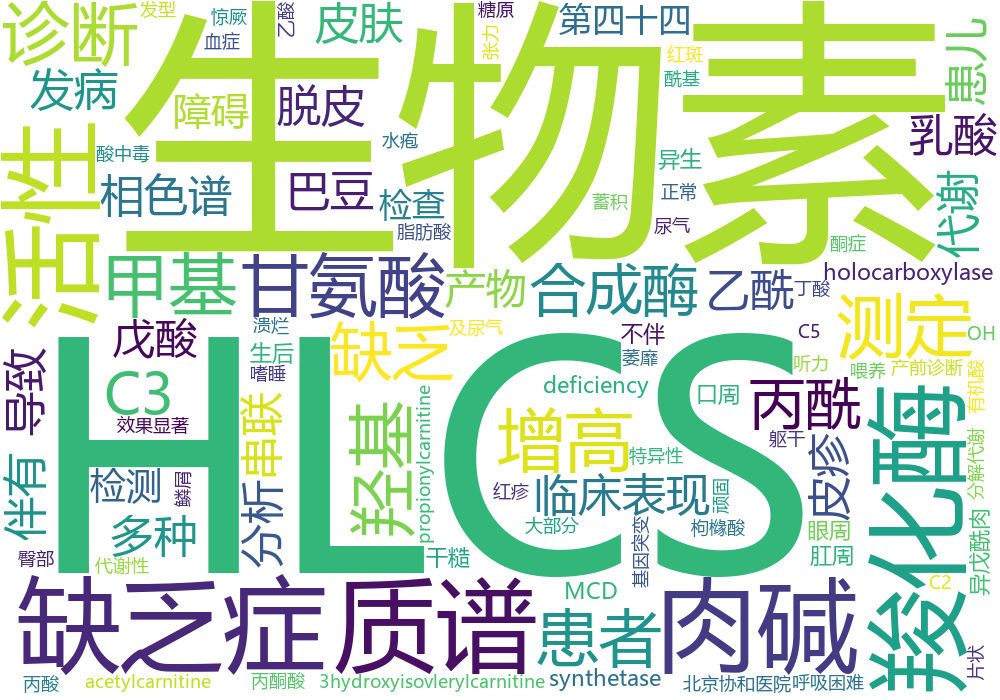 诊断
发型
惊厥
血症
乙酸
皮肤
糖原
张力
第四十四
红斑
酰基
患儿
发病
障碍
脱皮
生物素
乳酸
活性
酸中毒
相色谱
巴豆
水疱
检查
脂肪酸
异生
正常
蓄积
尿气
酮症
代谢
甲基
甘氨酸
产物
合成酶
乙酰
丁酸
holocarboxylase
戊酸
溃烂
生后
嗜睡
缺乏
及尿气
不伴
萎靡
C5
听力
测定
OH
产前诊断
喂养
有机酸
导致
C3
效果显著
串联
羟基
propionylcarnitine
deficiency
增高
口周
丙酰
躯干
特异性
羧化酶
分解代谢
HLCS
伴有
检测
鳞屑
多种
分析
红疹
大部分
临床表现
基因突变
顽固
枸橼酸
皮疹
眼周
肛周
异戊酰肉
臀部
代谢性
干糙
MCD
C2
缺乏症
质谱
患者
肉碱
片状
丙酸
acetylcarnitine
丙酮酸
3hydroxyisovlerylcarnitine
synthetase
北京协和医院
呼吸困难